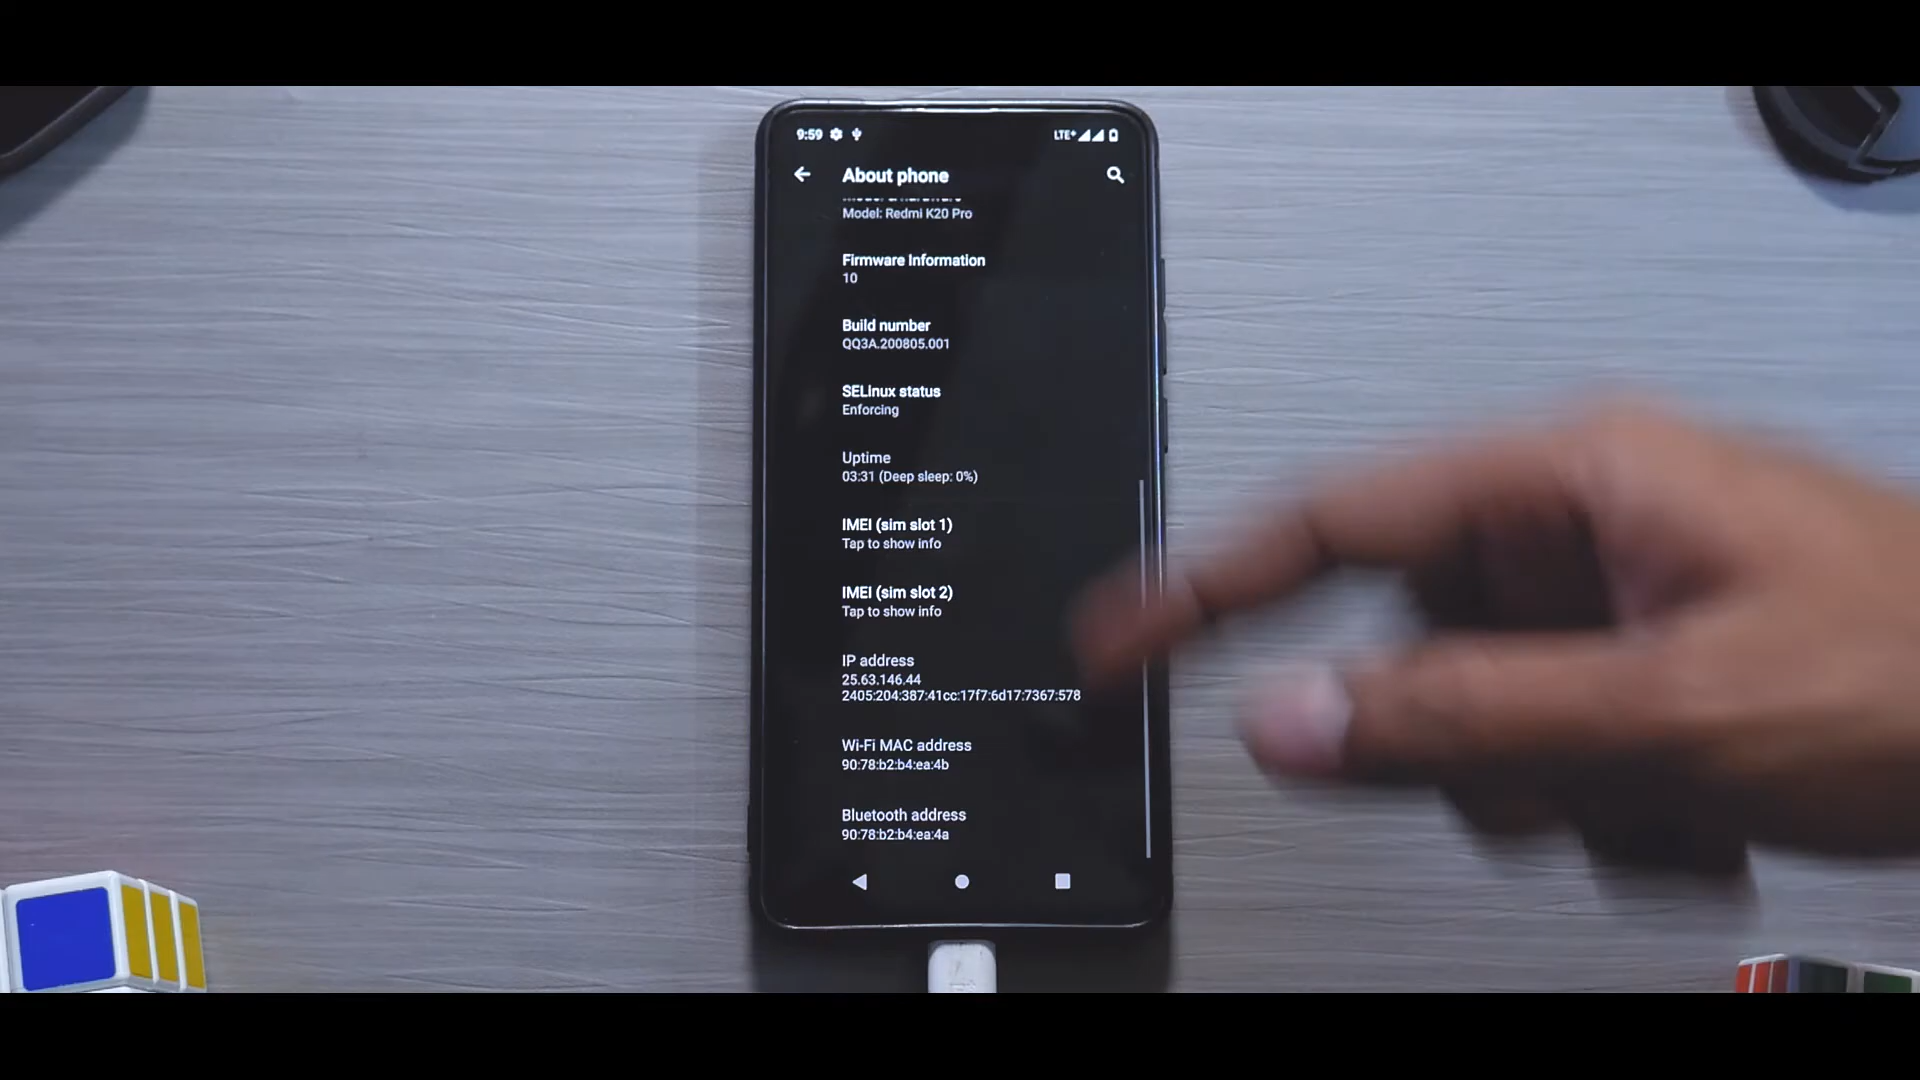 9:59 LTE+
About phone
Model: Redmi K20 Pro
Firmware Information
10
Build number
QQ3A.200805.001
SELinux status
Enforcing
Uptime
03:31 (Deep sleep: 0%)
IMEI (sim slot 1)
Tap to show info
IMEI (sim slot 2)
Tap to show info
IP address
25.63.146.44
2405:204:387:41cc:17f7:6d17:7367:578
Wi-Fi MAC address
90:78:b2:b4:ea:4b
Bluetooth address
90:78:b2:b4:ea:4a